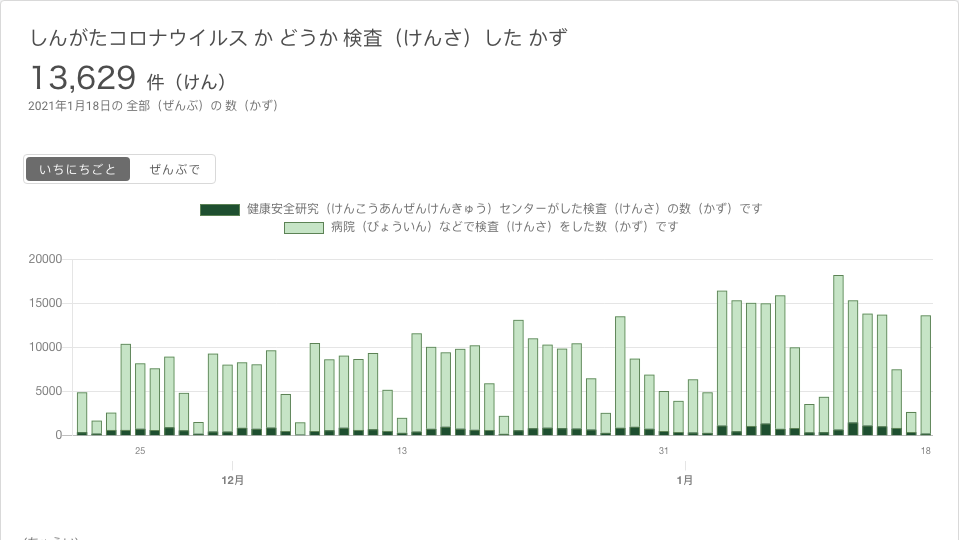 しんがたコロナウイルス か どうか 検査（けんさ）した かず
13,629 件（けん）
2021年1月18日の 全部（ぜんぶ）の 数（かず）
いちにちごと ぜんぶで
健康安全研究（けんこうあんぜんけんきゅう）センターがした検査（けんさ）の数（かず）です
病院（びょういん）などで検査（けんさ）をした数（かず）です
20000
15000
10000
5000
0
25 13 31 18
12月 1月